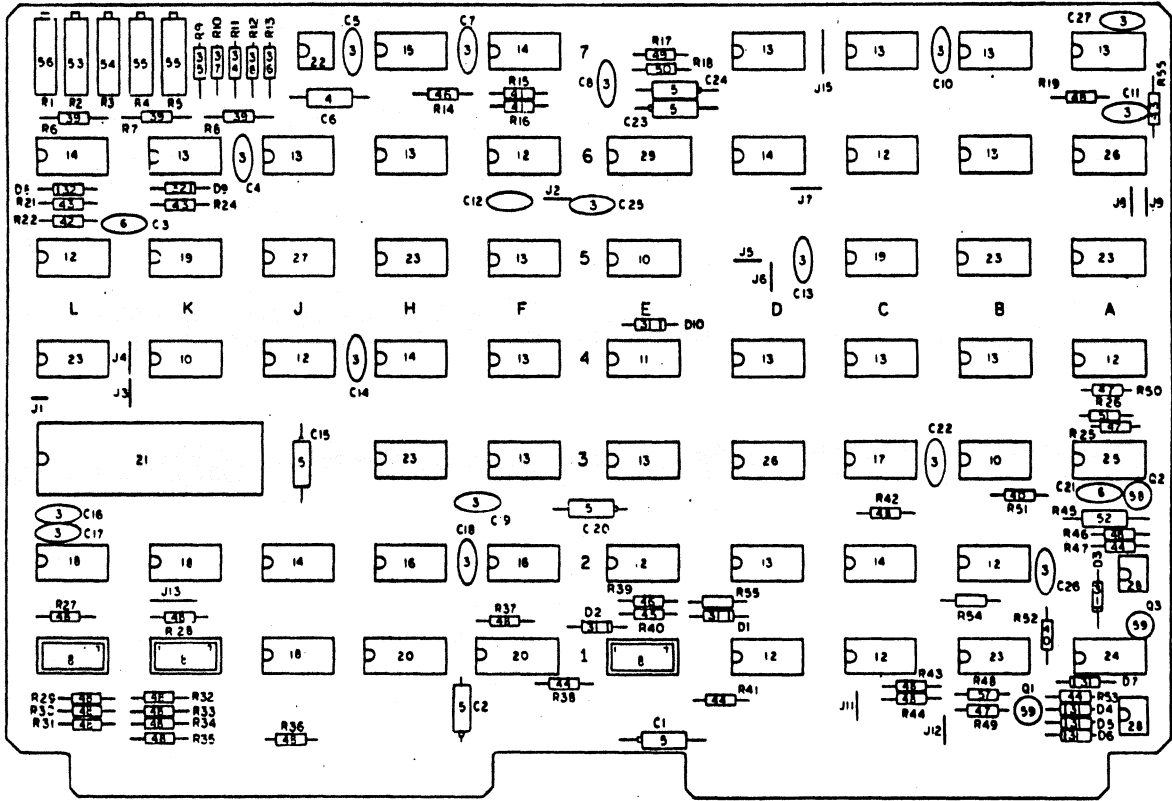 C5 C7 C27 3
R9 R10 R11 R12 R13
56 53 54 55 55 35 37 22 3 15 3 14 7 R17 49 13 13 3 13 13
50 R18
C8 3 C24 J15 C10 R55
R1 R2 R3 R4 R5 4 46 R15 41 5 R19 48 C11
C6 R14 41 R16 C23 5 3 43
39 39 39
R6 R7 R8
14 13 3 13 13 12 6 29 14 12 13 26
C4
D8 32 32 D9 J2 J7 J8 J9
R21 43 43 R24 C12 3 C25
R22 42 6 C3
12 19 27 23 13 5 10 J5 J6 3 C13 19 23 23
L K J H F E D C B A
31 D10
23 J4 10 12 3 14 13 4 11 13 13 13 12
J3 C14
J1 47 R50
R26
51
47
R25
21 C15 5 23 13 3 13 26 17 C22 3 10 25
3 C16 3 C19 5 C20 R42 48 40 R51 C21 6 Q2 58
3 C17 C18 R45 52
R46 48
R47 44
18 18 14 16 3 16 2 2 13 14 12 3 C26 D3 28
J13 R39 46 R55
R27 48 48 R28 R37 48 D2 31 45 R40 31 D1 R54 R52 40 31 Q3 59
8 8 18 20 20 1 8 12 12 23 24
R29 48 48 R32 44 R38 R43 48 R48 57 Q1 59 31 D7
R30 48 48 R33 R41 44 48 R44 47 R49 44 R53
R31 48 48 R34 5 C2 J11 31 D4
48 R35 R36 48 C1 5 J12 31 D5 28
31 D6